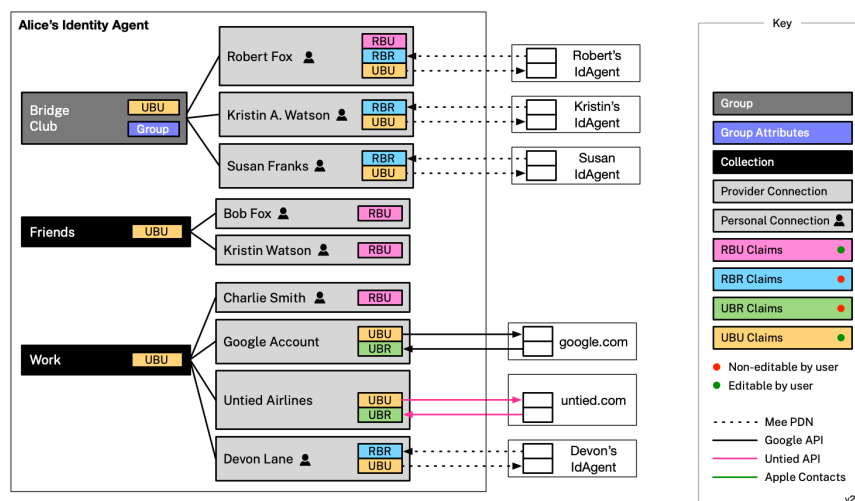 Alice's Identity Agent
Key
Robert Fox
RBU
RBR
UBU
Robert's
IdAgent
Bridge
Club
UBU
Group
Kristin A. Watson
RBR
UBU
Kristin's
IdAgent
Susan Franks
RBR
UBU
Susan
IdAgent
Friends
UBU
Bob Fox
RBU
Kristin Watson
RBU
Work
UBU
Charlie Smith
RBU
Google Account
UBU
UBR
google.com
Untied Airlines
UBU
UBR
untied.com
Devon Lane
RBR
UBU
Devon's
IdAgent
Group
Group Attributes
Collection
Provider Connection
Personal Connection
RBU Claims
RBR Claims
UBR Claims
UBU Claims
Non-editable by user
Editable by user
Mee PDN
Google API
Untied API
Apple Contacts